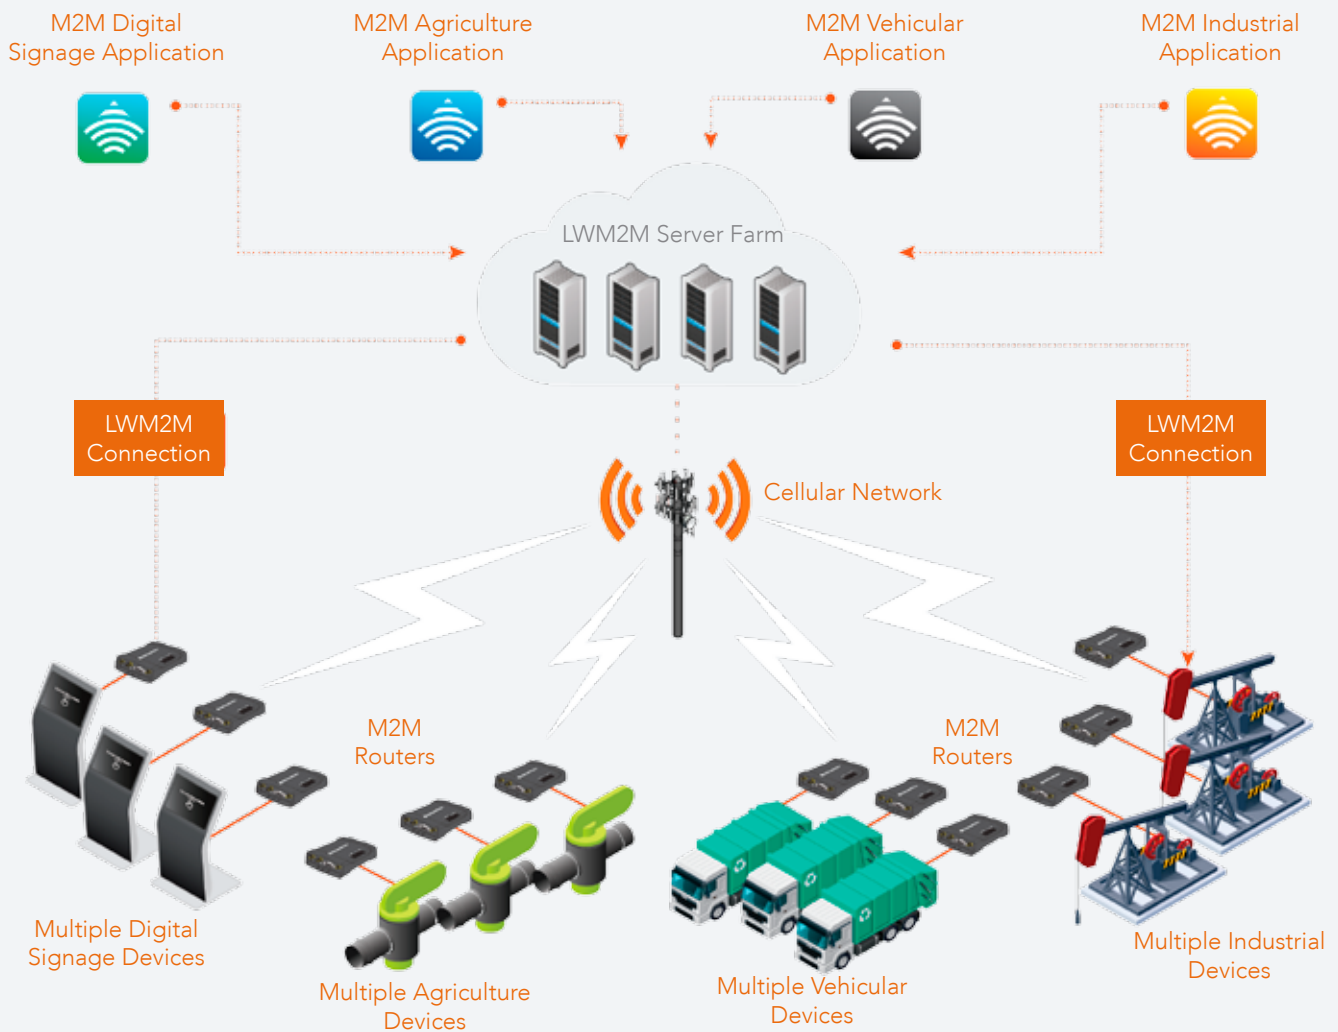 M2M Digital
Signage Application
M2M Agriculture
Application
M2M Vehicular
Application
M2M Industrial
Application
LWM2M Server Farm
LWM2M
Connection
LWM2M
Connection
Cellular Network
M2M
Routers
M2M
Routers
Multiple Digital
Signage Devices
Multiple Agriculture
Devices
Multiple Vehicular
Devices
Multiple Industrial
Devices